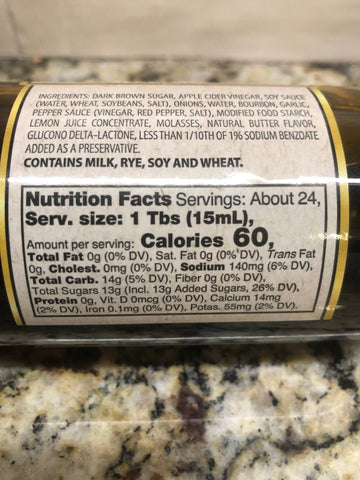 INGREDIENTS: DARK BROWN SUGAR, APPLE CIDER VINEGAR, SOY SAUCE
(WATER, WHEAT, SOYBEANS, SALT), ONIONS, WATER, BOURBON, GARLIC,
PEPPER SAUCE (VINEGAR, RED PEPPER, SALT), MODIFIED FOOD STARCH,
LEMON JUICE CONCENTRATE, MOLASSES, NATURAL BUTTER FLAVOR,
GLUCONO DELTA-LACTONE, LESS THAN 1/10TH OF 1% SODIUM BENZOATE
ADDED AS A PRESERVATIVE.
CONTAINS MILK, RYE, SOY AND WHEAT.
Nutrition Facts Servings: About 24,
Serv. size: 1 Tbs (15mL),
Amount per serving: Calories 60,
Total Fat 0g (0% DV), Sat. Fat 0g (0% DV), Trans Fat
0g, Cholest. 0mg (0% DV), Sodium 140mg (6% DV),
Total Carb. 14g (5% DV), Fiber 0g (0% DV),
Total Sugars 13g (Incl. 13g Added Sugars, 26% DV),
Protein 0g, Vit. D 0mcg (0% DV), Calcium 14mg
(2% DV), Iron 0.1mg (0% DV), Potas. 55mg (2% DV).